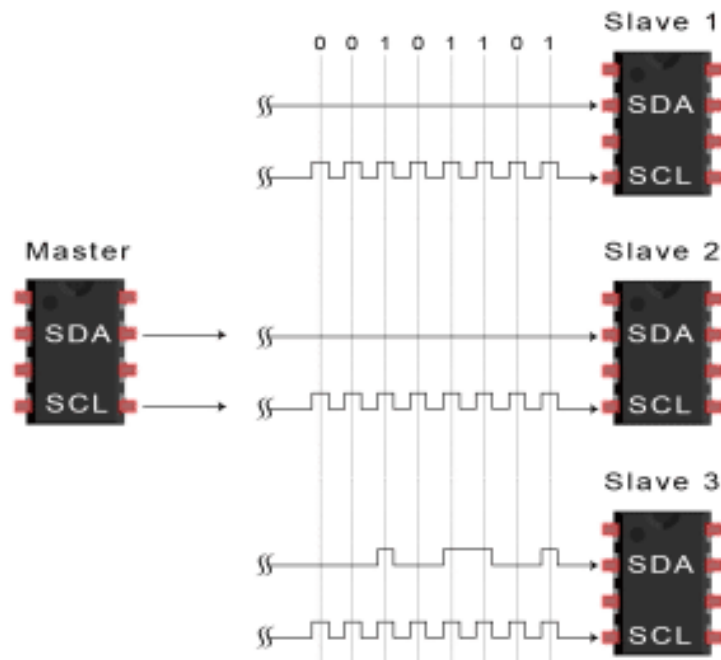 Slave 1
0 0 1 0 1 1 0 1
SDA
SCL
Master
SDA
SCL
Slave 2
SDA
SCL
Slave 3
SDA
SCL